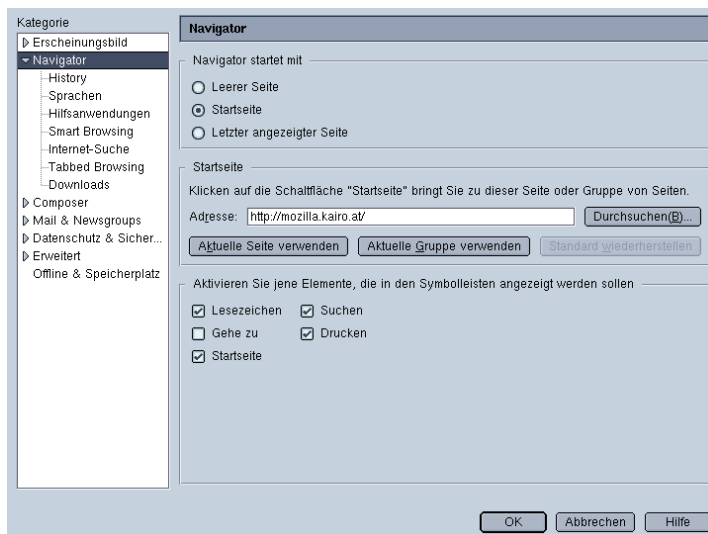 Kategorie
Erscheinungsbild
Navigator
History
Sprachen
Hilfsanwendungen
Smart Browsing
Internet-Suche
Tabbed Browsing
Downloads
Composer
Mail & Newsgroups
Datenschutz & Sicher...
Erweitert
Offline & Speicherplatz
Navigator
Navigator startet mit
Leerer Seite
Startseite
Letzter angezeigter Seite
Startseite
Klicken auf die Schaltfläche "Startseite" bringt Sie zu dieser Seite oder Gruppe von Seiten.
Adresse: http://mozilla.kairo.at/ Durchsuchen(B)...
Aktuelle Seite verwenden Aktuelle Gruppe verwenden Standard wiederherstellen
Aktivieren Sie jene Elemente, die in den Symbolleisten angezeigt werden sollen
Lesezeichen Suchen
Gehe zu Drucken
Startseite
OK Abbrechen Hilfe